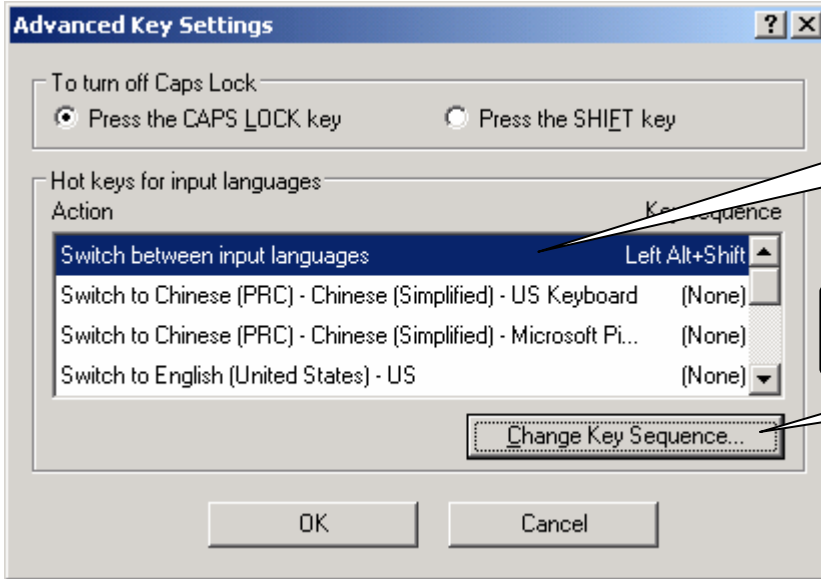 Advanced Key Settings
To turn off Caps Lock
Press the CAPS LOCK key Press the SHIFT key
Hot keys for input languages
Action Key sequence
Switch between input languages Left Alt+Shift
Switch to Chinese (PRC) - Chinese (Simplified) - US Keyboard (None)
Switch to Chinese (PRC) - Chinese (Simplified) - Microsoft Pi... (None)
Switch to English (United States) - US (None)
Change Key Sequence...
OK Cancel